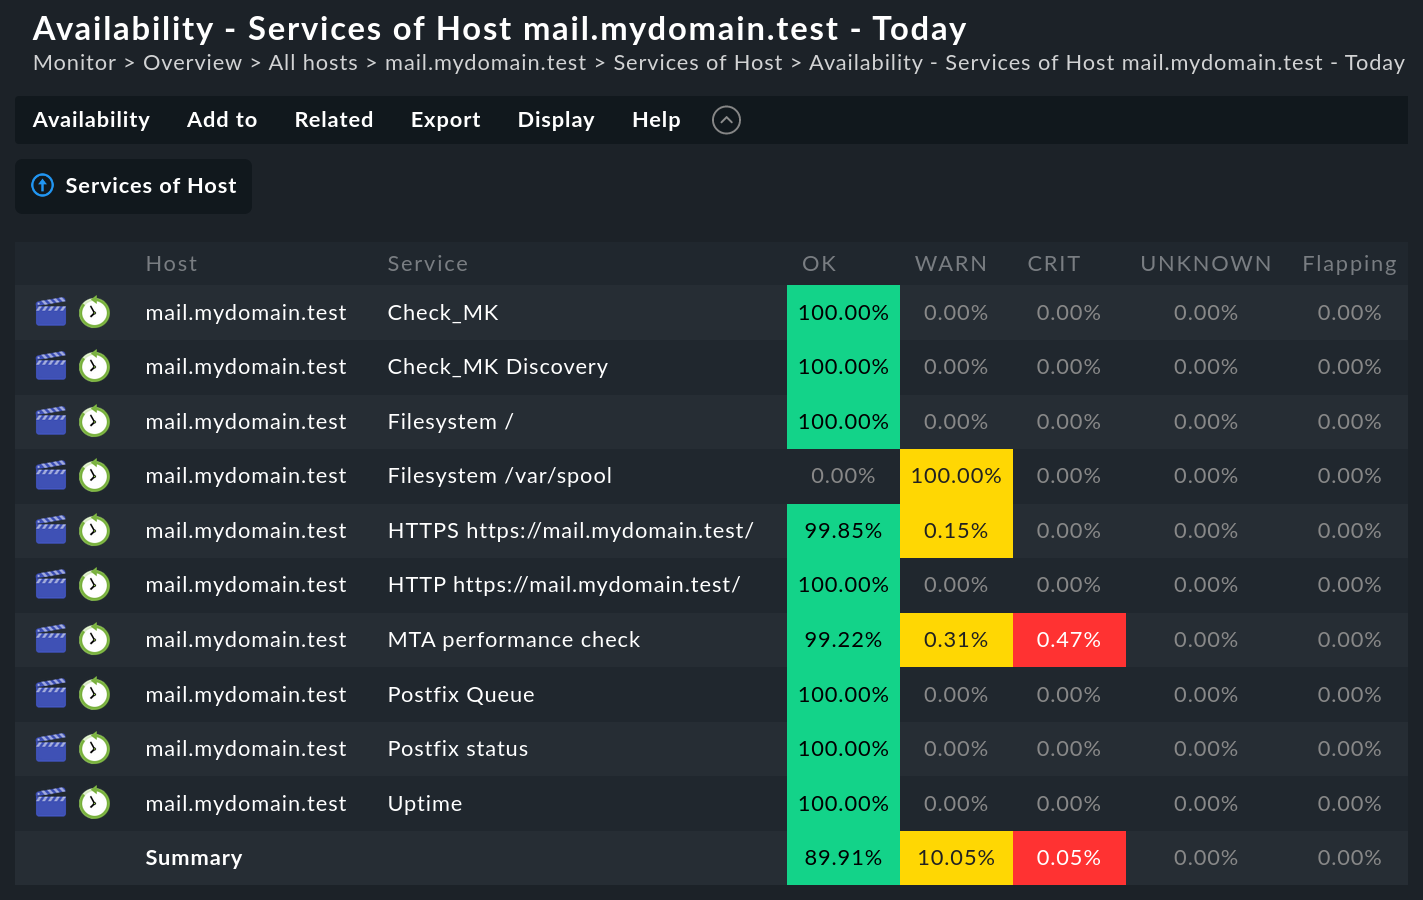 Availability - Services of Host mail.mydomain.test - Today
Monitor > Overview > All hosts > mail.mydomain.test > Services of Host > Availability - Services of Host mail.mydomain.test - Today
Availability Add to Related Export Display Help
Services of Host
Host Service OK WARN CRIT UNKNOWN Flapping
mail.mydomain.test Check_MK 100.00% 0.00% 0.00% 0.00% 0.00%
mail.mydomain.test Check_MK Discovery 100.00% 0.00% 0.00% 0.00% 0.00%
mail.mydomain.test Filesystem / 100.00% 0.00% 0.00% 0.00% 0.00%
mail.mydomain.test Filesystem /var/spool 0.00% 100.00% 0.00% 0.00% 0.00%
mail.mydomain.test HTTPS https://mail.mydomain.test/ 99.85% 0.15% 0.00% 0.00% 0.00%
mail.mydomain.test HTTP https://mail.mydomain.test/ 100.00% 0.00% 0.00% 0.00% 0.00%
mail.mydomain.test MTA performance check 99.22% 0.31% 0.47% 0.00% 0.00%
mail.mydomain.test Postfix Queue 100.00% 0.00% 0.00% 0.00% 0.00%
mail.mydomain.test Postfix status 100.00% 0.00% 0.00% 0.00% 0.00%
mail.mydomain.test Uptime 100.00% 0.00% 0.00% 0.00% 0.00%
Summary 89.91% 10.05% 0.05% 0.00% 0.00%